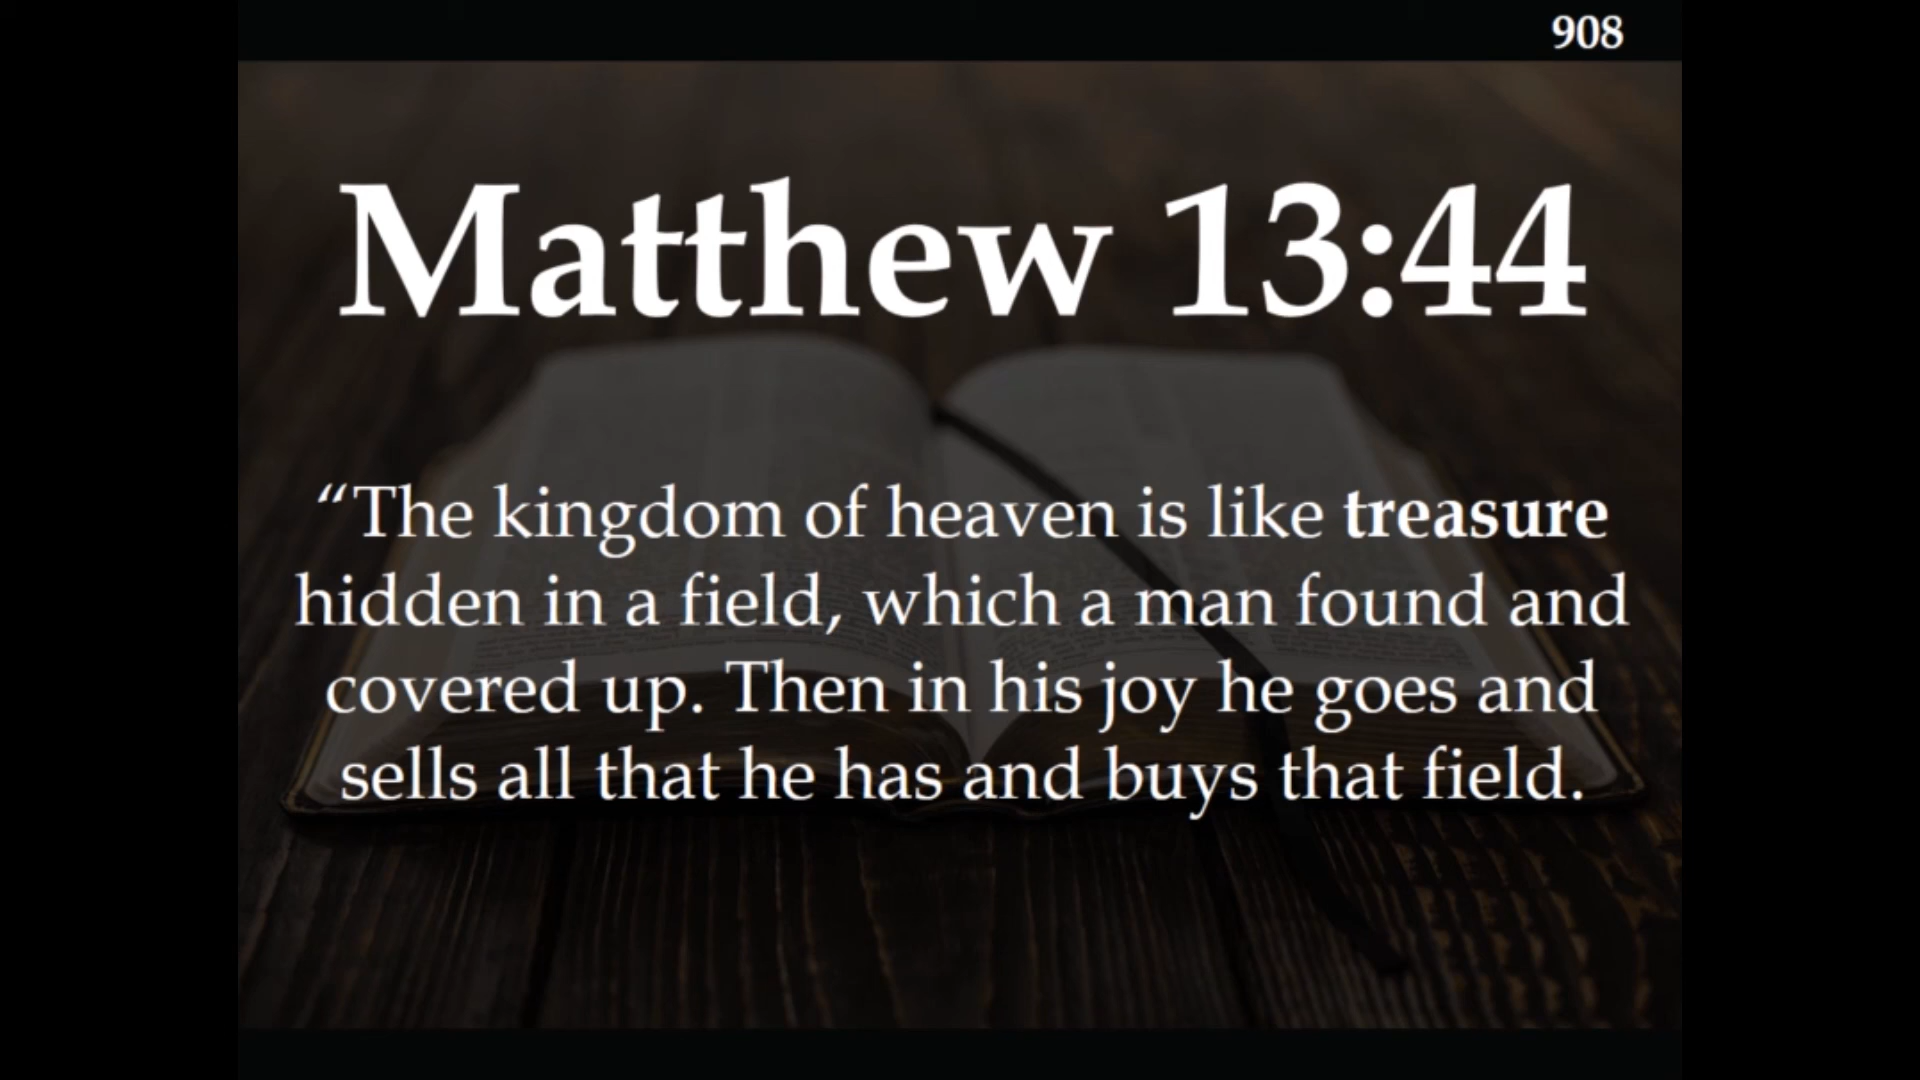 908
Matthew 13:44
“The kingdom of heaven is like treasure
hidden in a field, which a man found and
covered up. Then in his joy he goes and
sells all that he has and buys that field.